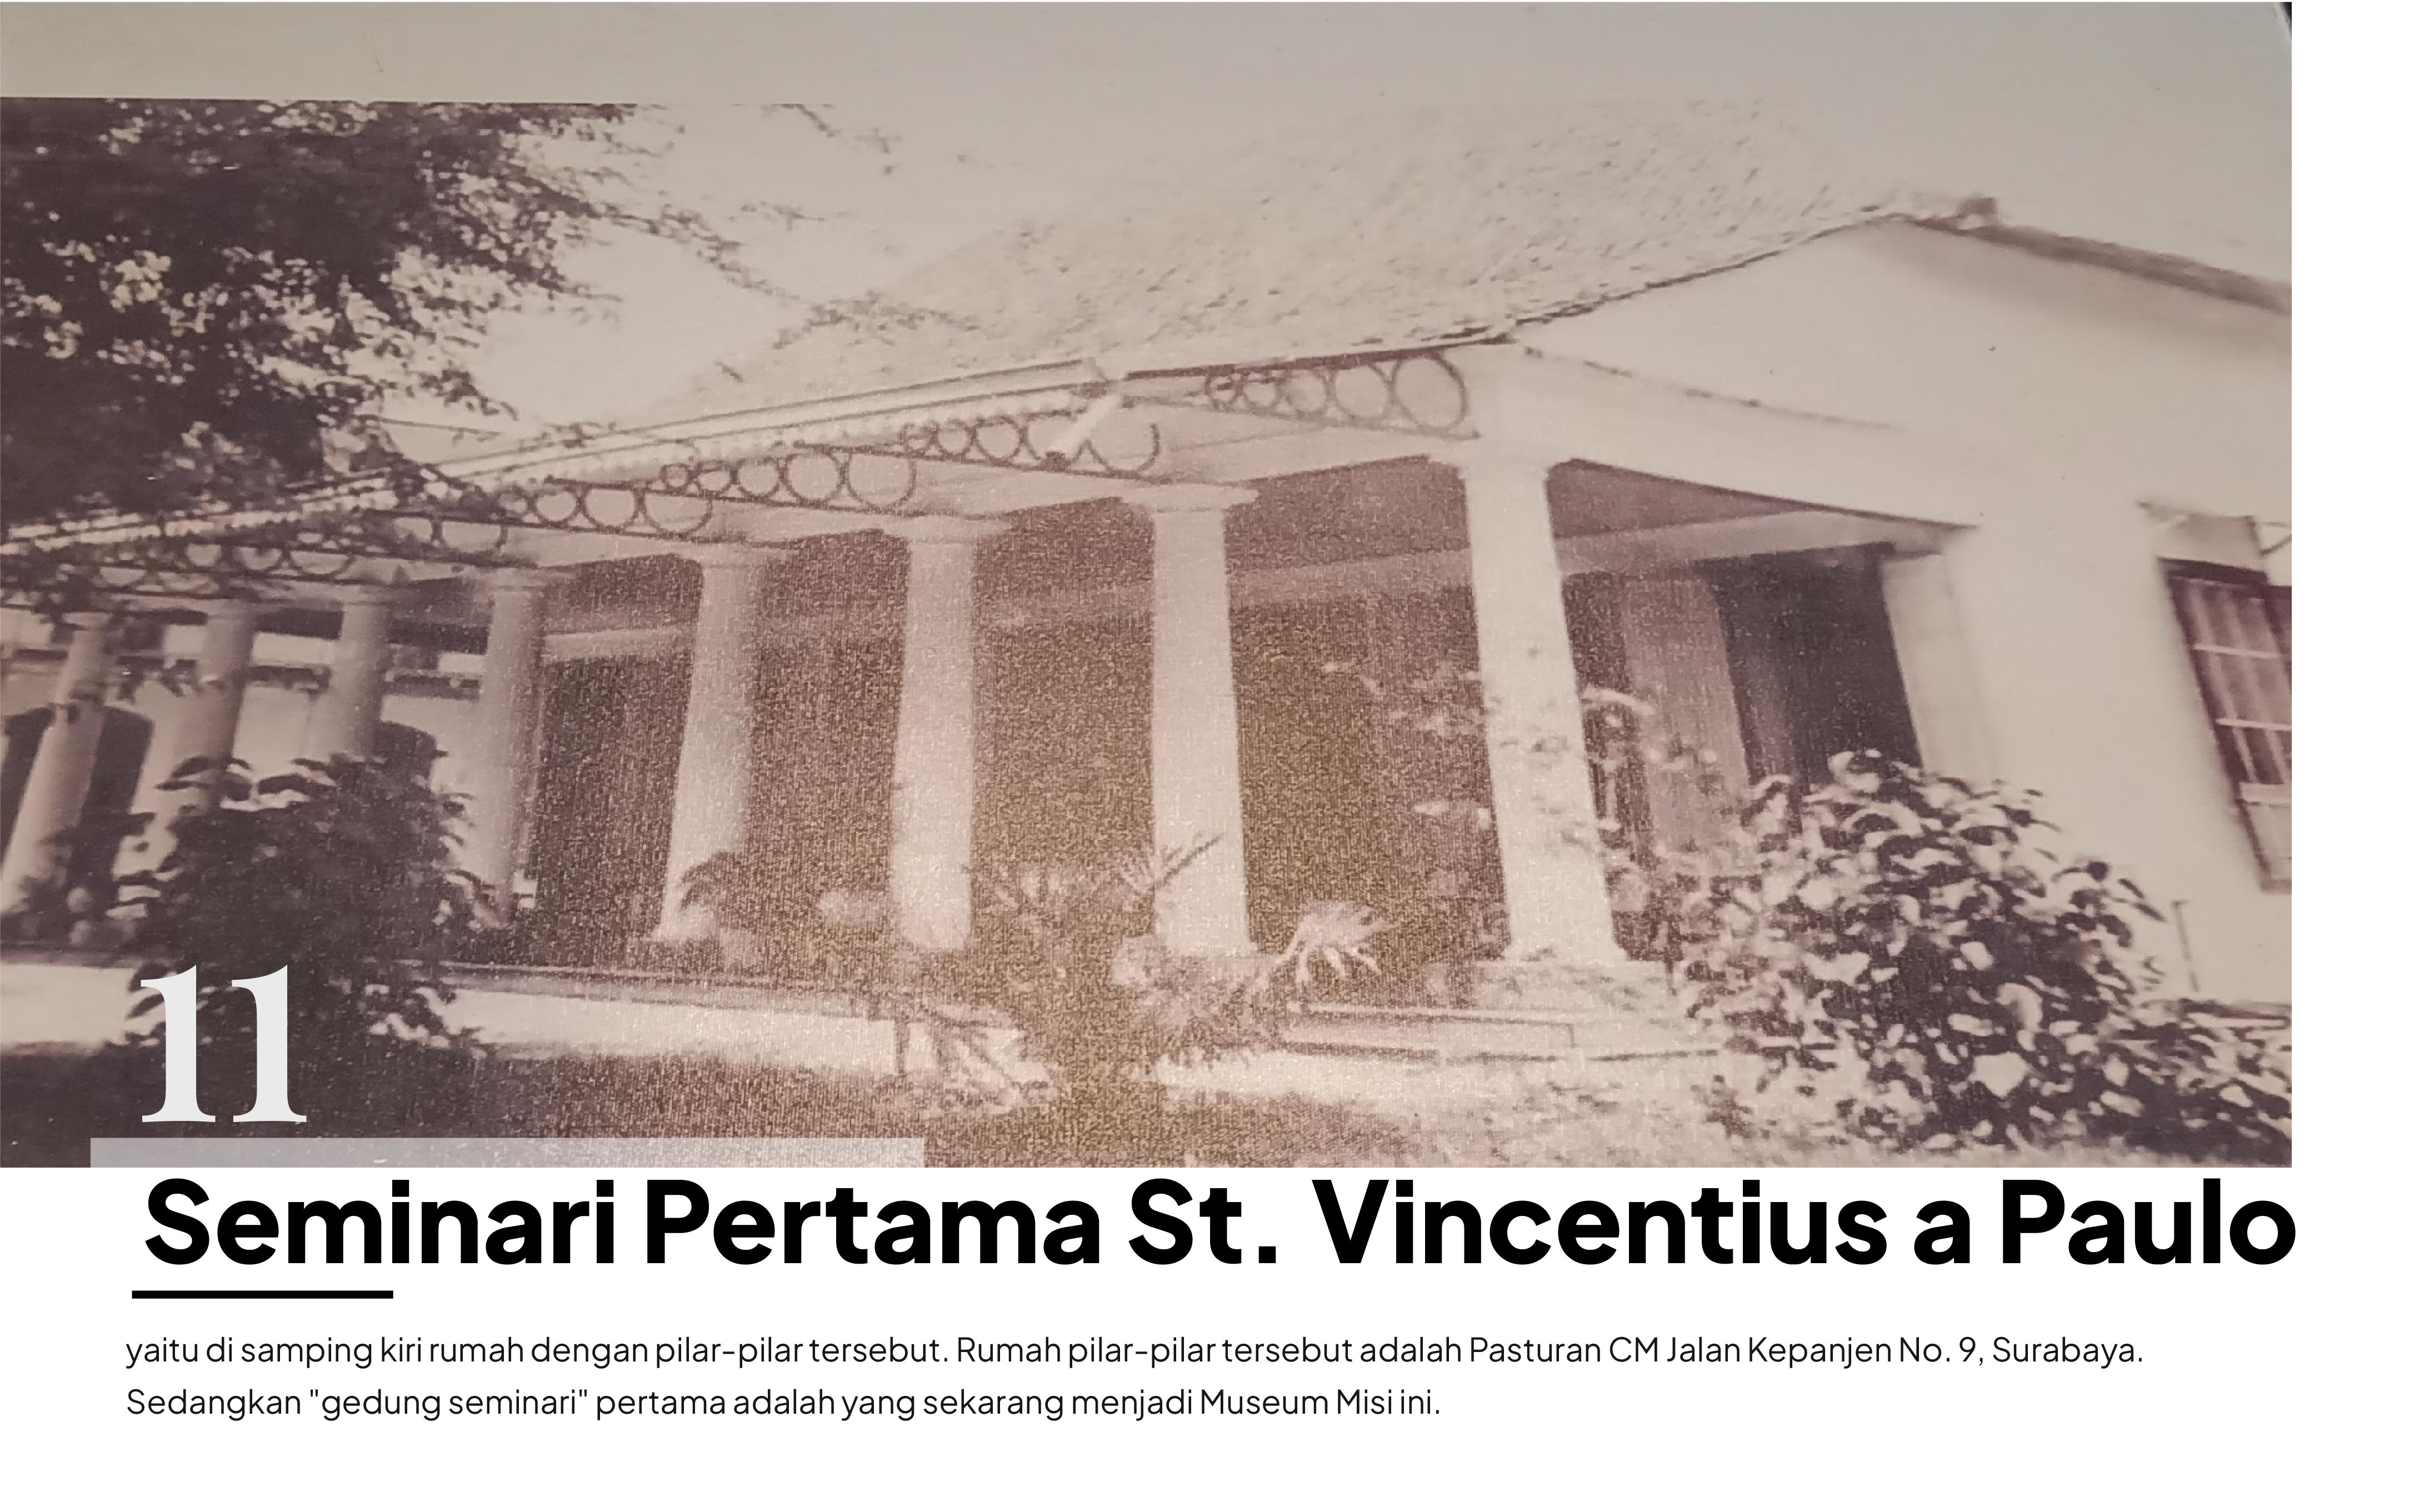 11
Seminari Pertama St. Vincentius a Paulo
yaitu di samping kiri rumah dengan pilar-pilar tersebut. Rumah pilar-pilar tersebut adalah Pasturan CM Jalan Kepanjen No. 9, Surabaya.
Sedangkan "gedung seminari" pertama adalah yang sekarang menjadi Museum Misi ini.